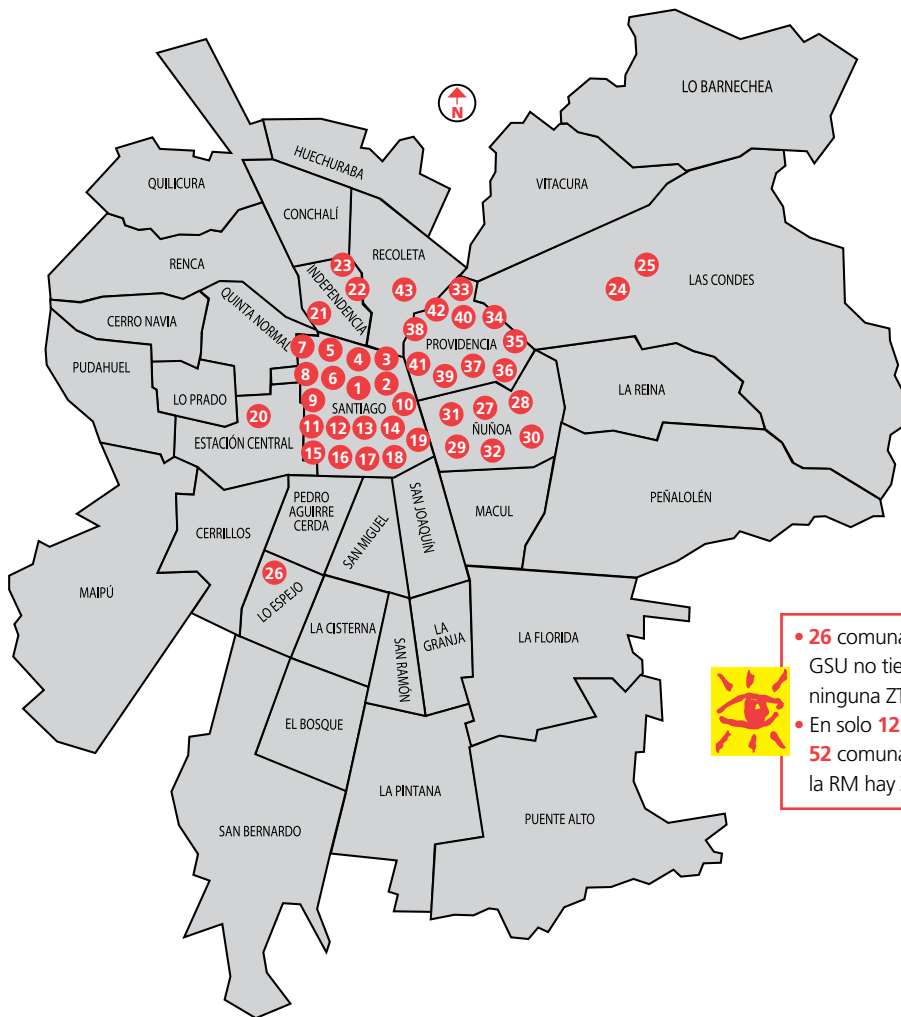 LO BARNECHEA
N
HUECHURABA
QUILICURA
VITACURA
CONCHALÍ
RECOLETA
RENCA
23
25
INDEPENDENCIA
22
43
33
24
LAS CONDES
QUINTA NORMAL
21
42
40
34
CERRO NAVIA
38
PROVIDENCIA
35
7
5
4
3
41
39
37
36
PUDAHUEL
8
6
1
2
LA REINA
LO PRADO
9
SANTIAGO
10
31
27
28
20
ESTACIÓN CENTRAL
11
12
13
14
19
ÑUÑOA
29
32
30
15
16
17
18
PEÑALOLÉN
PEDRO
AGUIRRE
CERDA
SAN MIGUEL
SAN JOAQUÍN
MACUL
CERRILLOS
26
MAIPÚ
LO ESPEJO
LA CISTERNA
SAN RAMÓN
LA
GRANJA
LA FLORIDA
EL BOSQUE
LA PINTANA
PUENTE ALTO
SAN BERNARDO
• 26 comuna
GSU no tie
ninguna ZT
• En solo 12
52 comuna
la RM hay